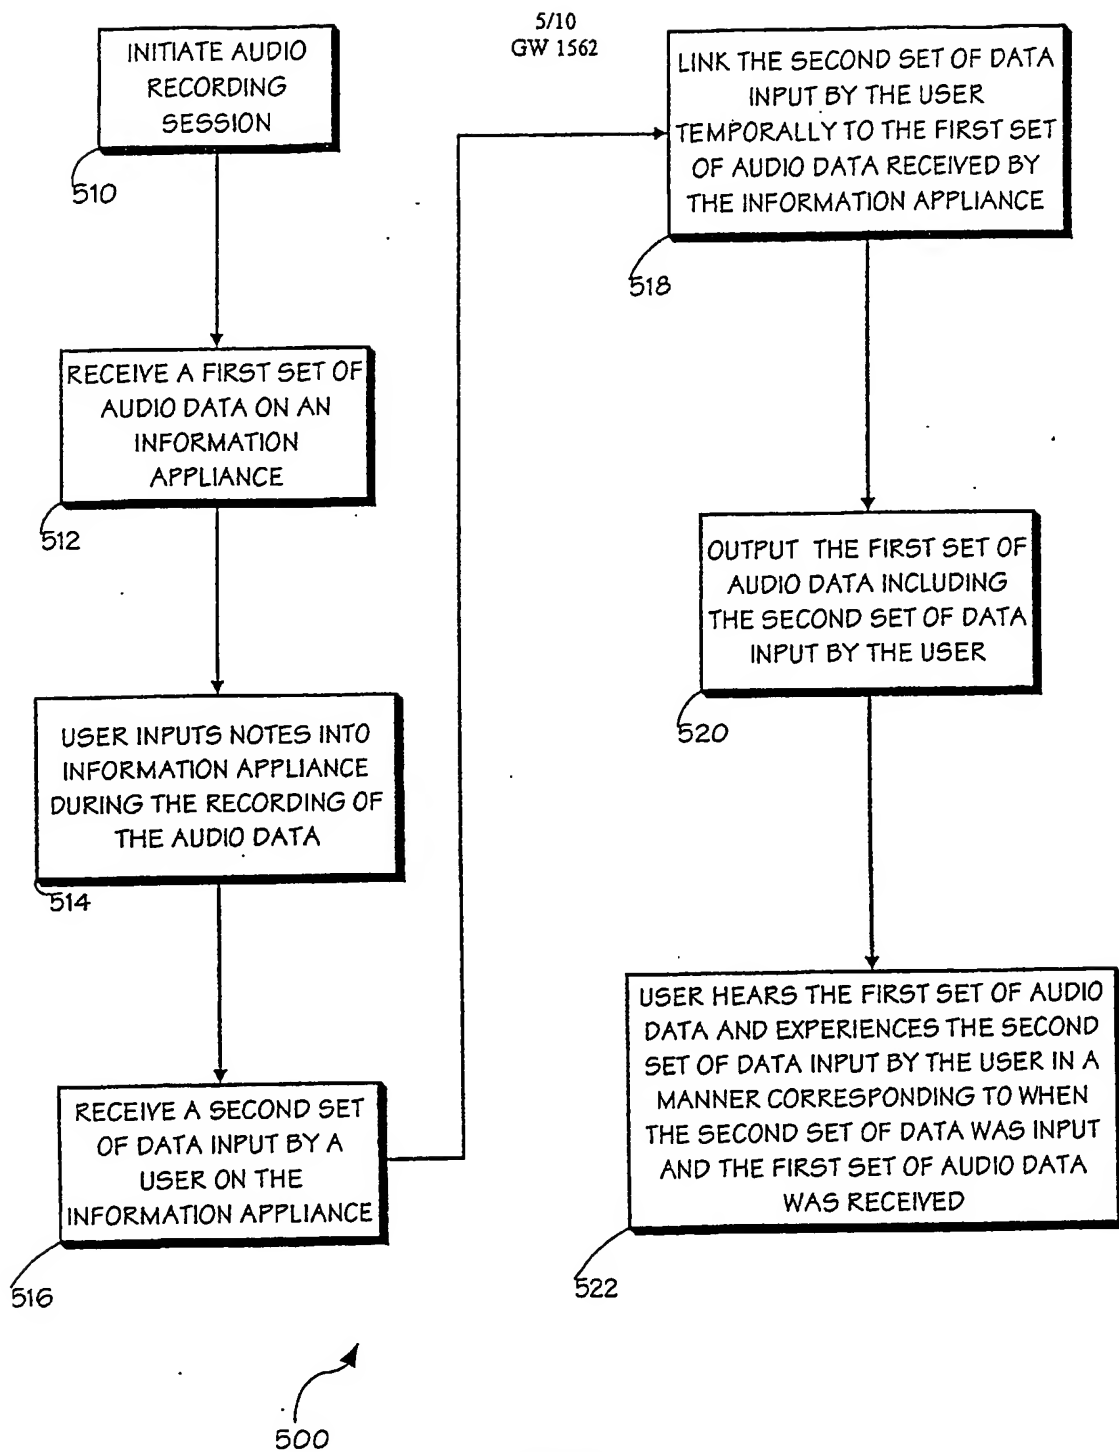 5/10
GW 1562
INITIATE AUDIO
RECORDING
SESSION
510
RECEIVE A FIRST SET OF
AUDIO DATA ON AN
INFORMATION
APPLIANCE
512
USER INPUTS NOTES INTO
INFORMATION APPLIANCE
DURING THE RECORDING OF
THE AUDIO DATA
514
RECEIVE A SECOND SET
OF DATA INPUT BY A
USER ON THE
INFORMATION APPLIANCE
516
LINK THE SECOND SET OF DATA
INPUT BY THE USER
TEMPORALLY TO THE FIRST SET
OF AUDIO DATA RECEIVED BY
THE INFORMATION APPLIANCE
518
OUTPUT THE FIRST SET OF
AUDIO DATA INCLUDING
THE SECOND SET OF DATA
INPUT BY THE USER
520
USER HEARS THE FIRST SET OF AUDIO
DATA AND EXPERIENCES THE SECOND
SET OF DATA INPUT BY THE USER IN A
MANNER CORRESPONDING TO WHEN
THE SECOND SET OF DATA WAS INPUT
AND THE FIRST SET OF AUDIO DATA
WAS RECEIVED
522
500